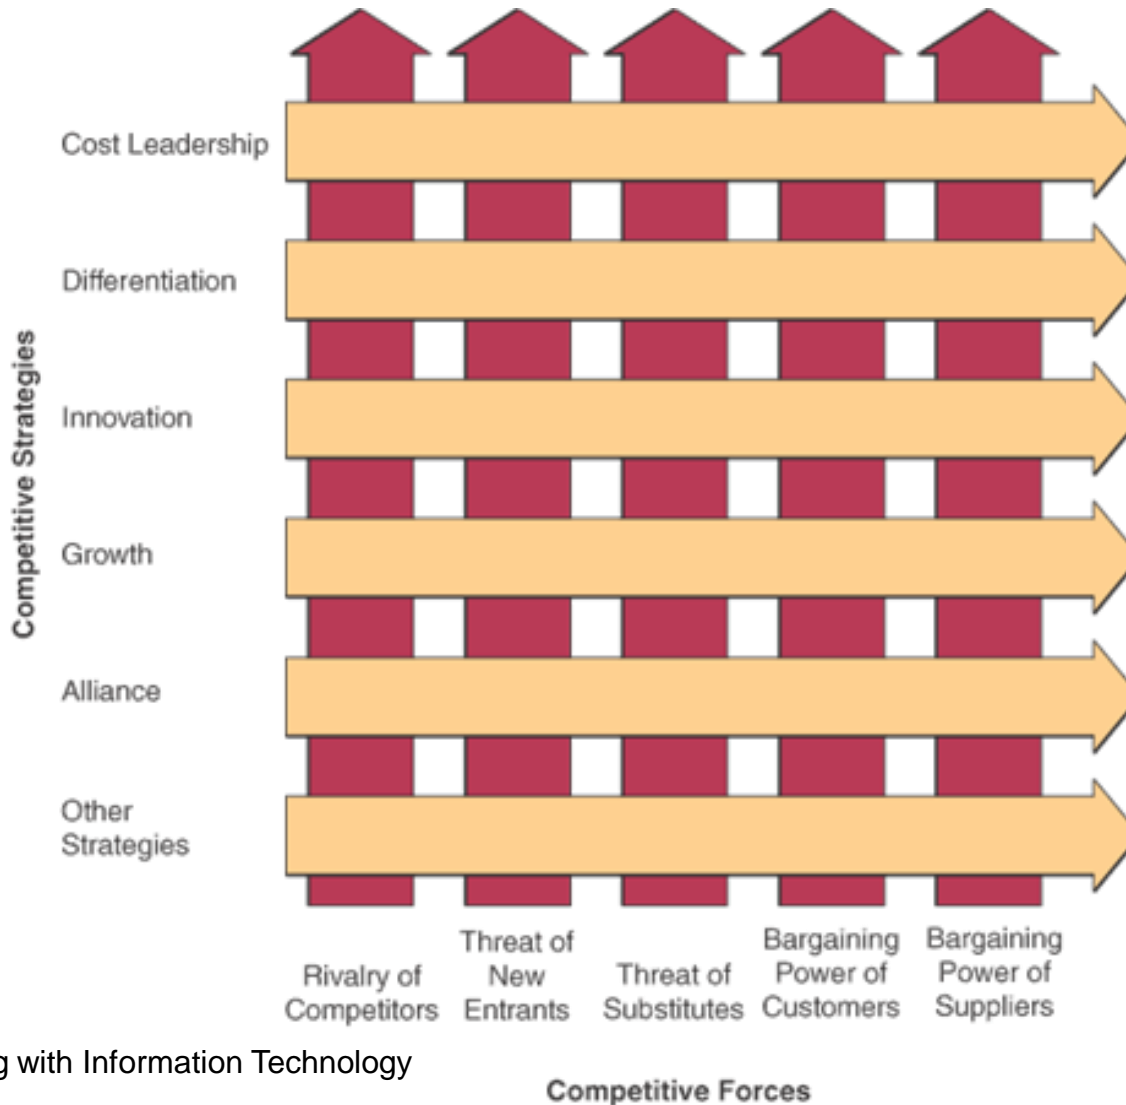 Cost Leadership
Differentiation
Innovation
Growth
Alliance
Other
Strategies
Competitive Strategies
Rivalry of
Competitors
Threat of
New
Entrants
Threat of
Substitutes
Bargaining
Power of
Customers
Bargaining
Power of
Suppliers
g with Information Technology
Competitive Forces